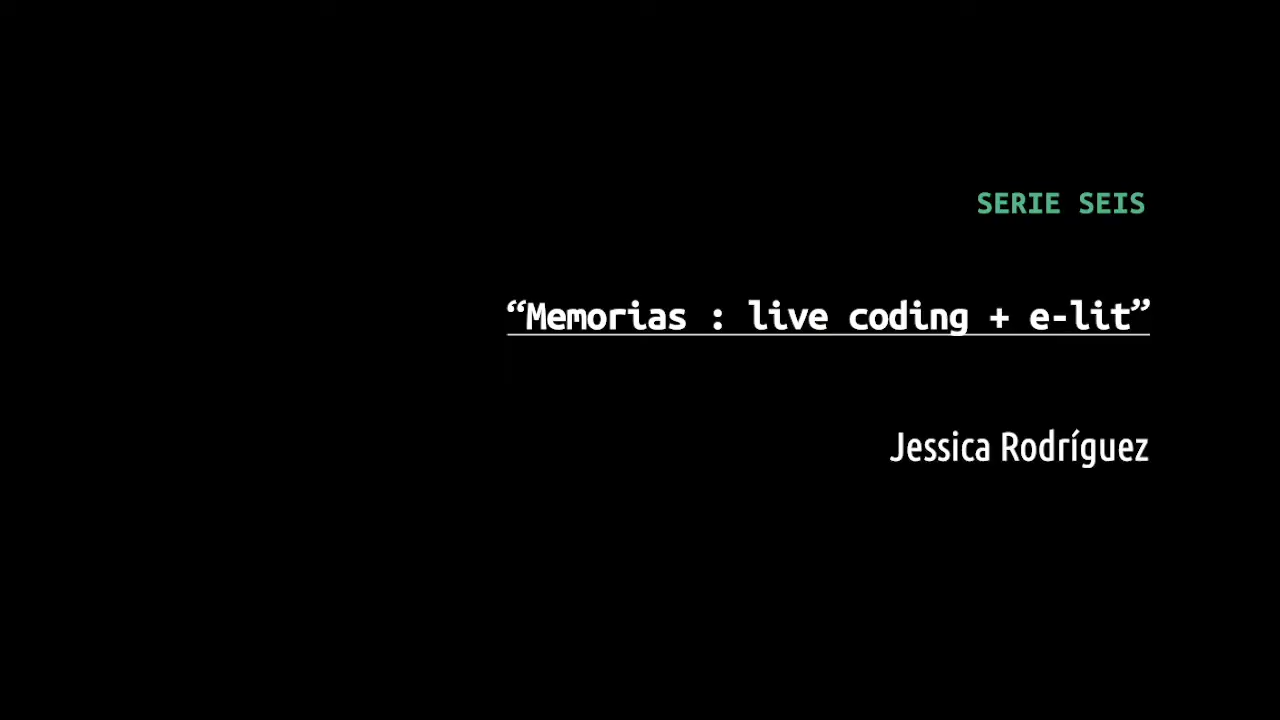 SERIE SEIS
“Memorias : live coding + e-lit”
Jessica Rodríguez